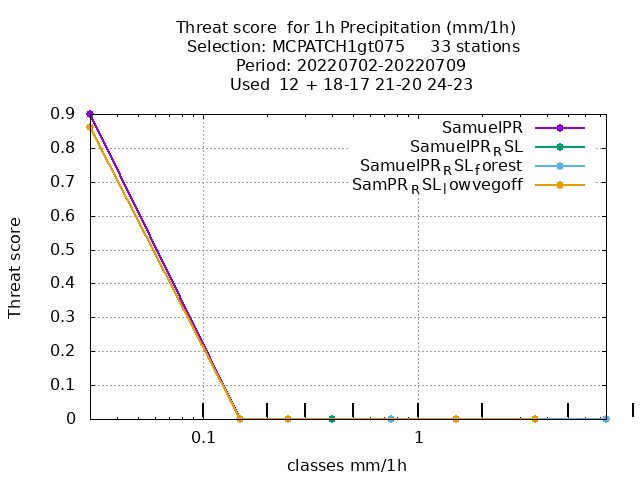 Threat score  for 1h Precipitation (mm/1h)
Selection: MCPATCH1gt075     33 stations
Period: 20220702-20220709
Used  12 + 18-17 21-20 24-23
0.9
0.8
0.7
0.6
0.5
0.4
0.3
0.2
0.1
0
Threat score
SamuelPR
SamuelPR_RSL
SamuelPR_RSL_forest
SamPR_RSL_lowvegoff
0.1
1
classes mm/1h